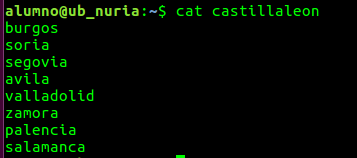 alumno@ub_nuria:~$ cat castillaleon
burgos
soria
segovia
avila
valladolid
zamora
palencia
salamanca